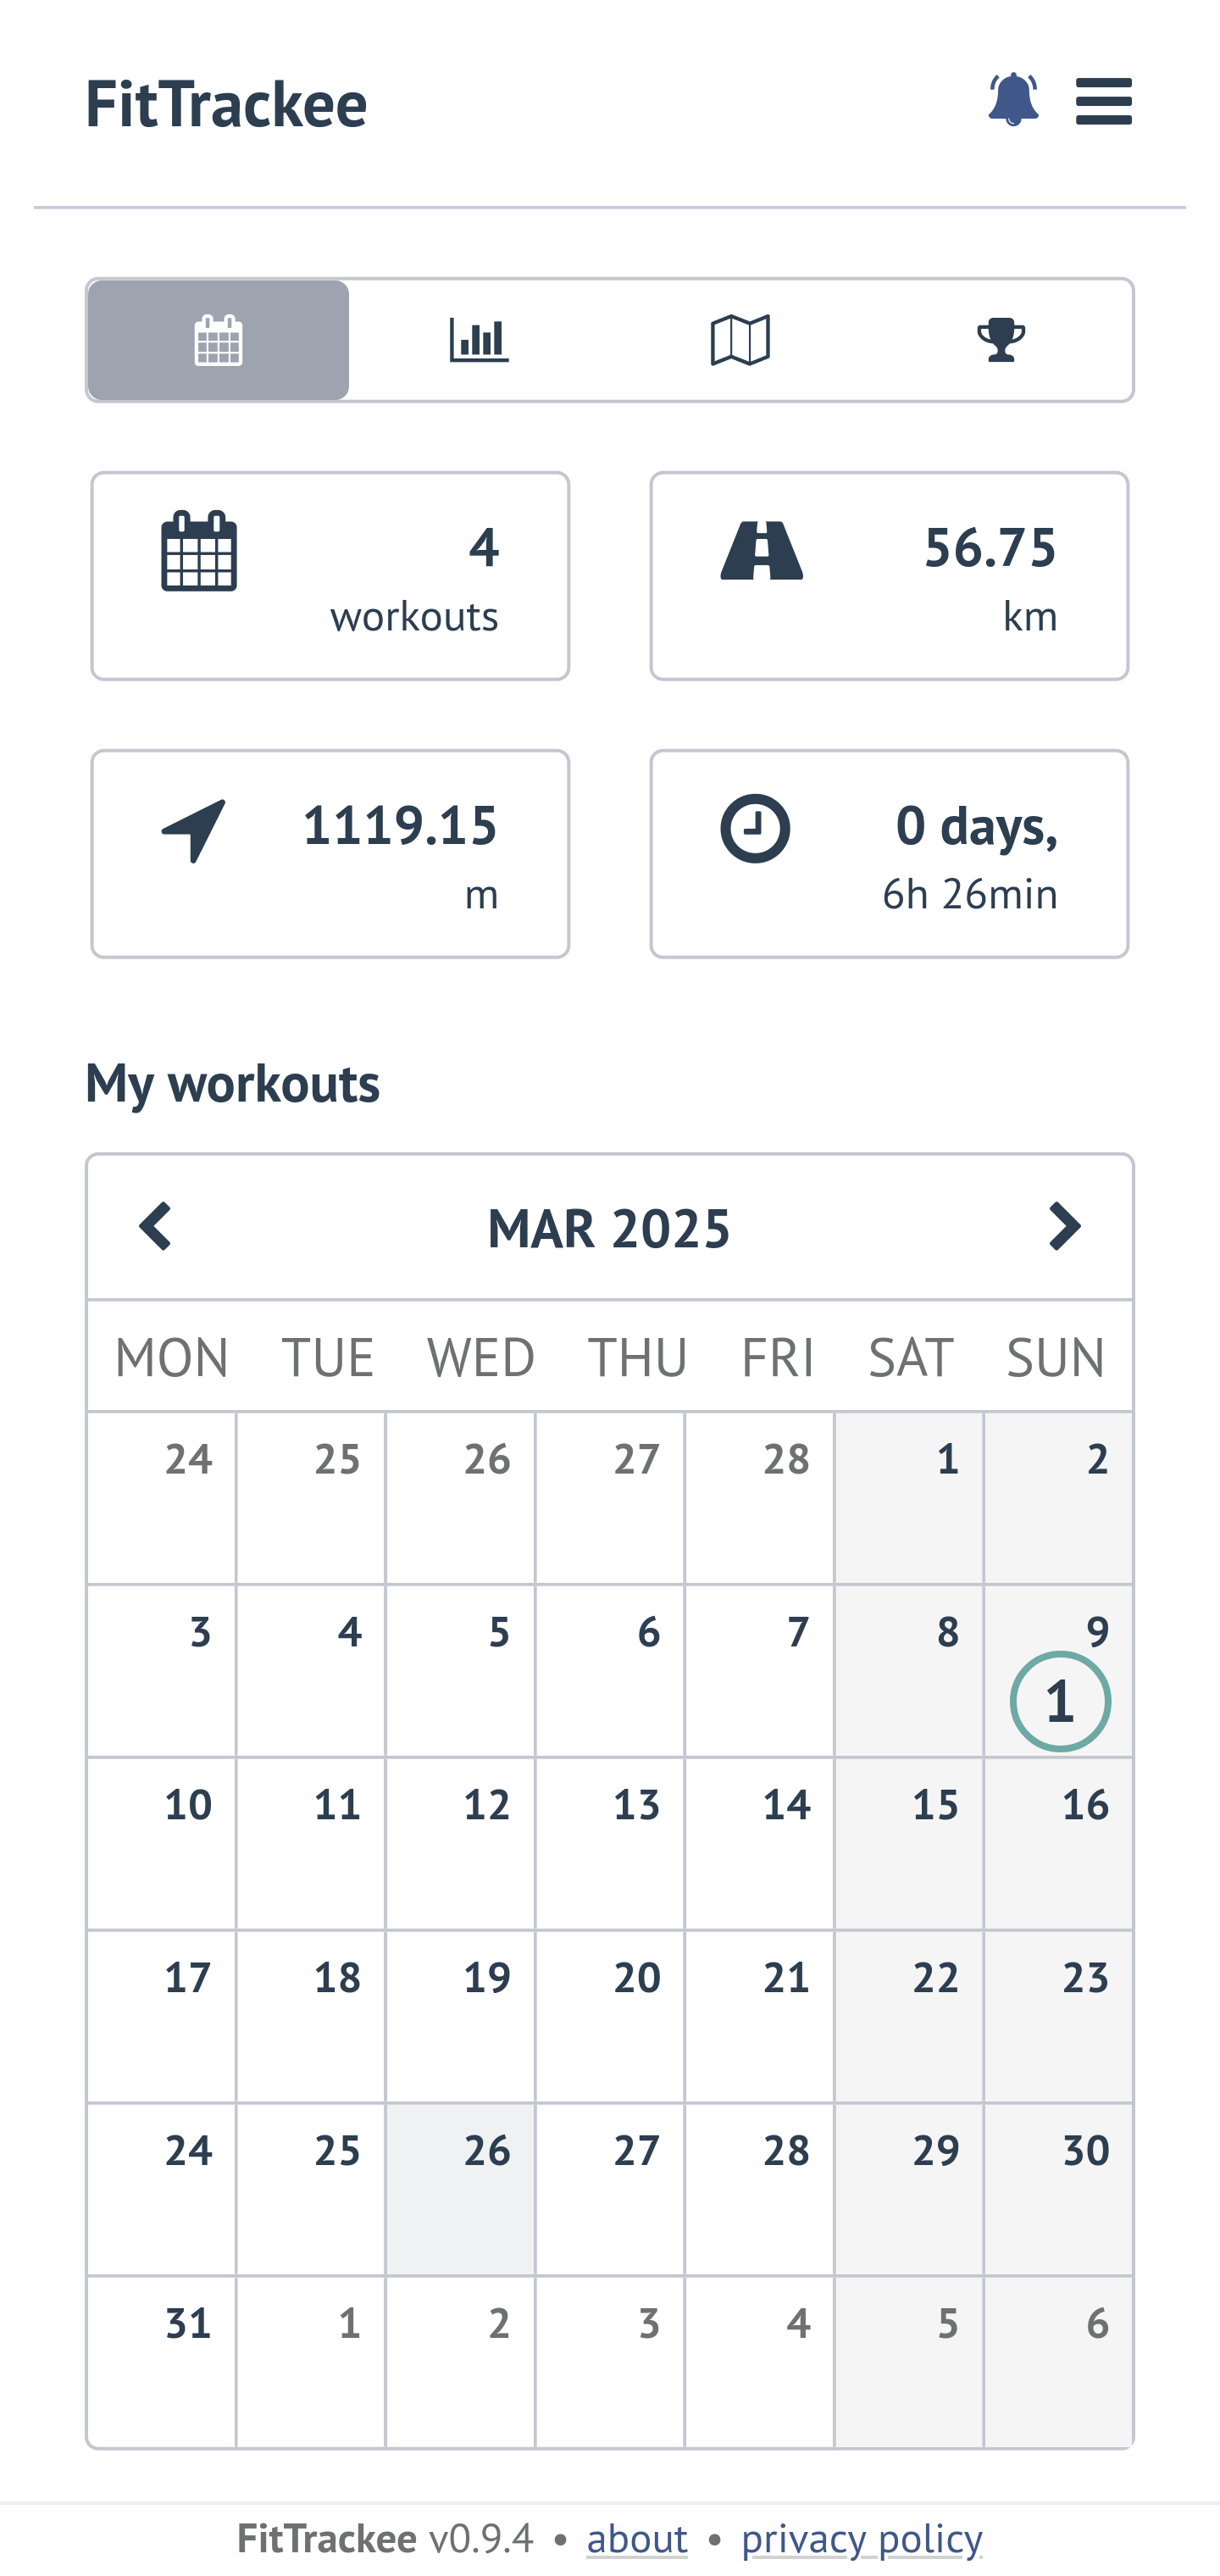 FitTrackee
4
workouts
56.75
km
1119.15
m
0 days,
6h 26min
My workouts
MAR 2025
MON TUE WED THU FRI SAT SUN
24 25 26 27 28 1 2
3 4 5 6 7 8 9
1
10 11 12 13 14 15 16
17 18 19 20 21 22 23
24 25 26 27 28 29 30
31 1 2 3 4 5 6
FitTrackee v0.9.4 • about • privacy policy